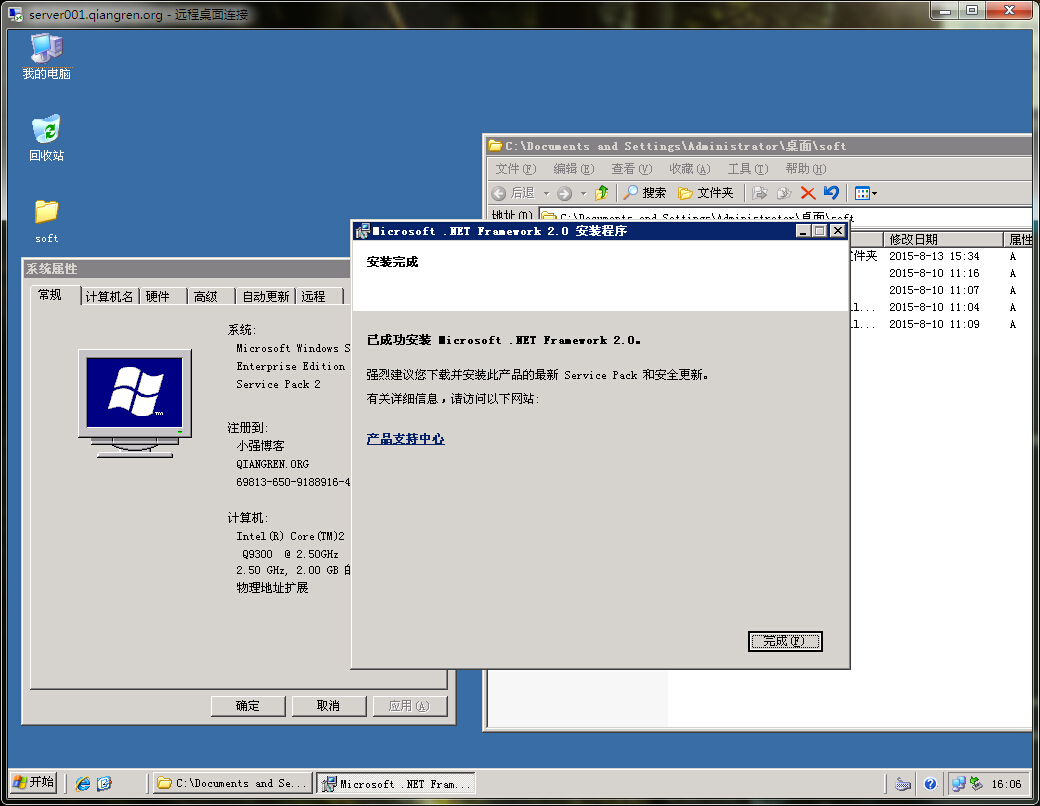 server001.qiangren.org - 远程桌面连接
我的电脑
回收站
soft
C:\Documents and Settings\Administrator\桌面\soft
文件(F) 编辑(E) 查看(V) 收藏(A) 工具(T) 帮助(H)
后退 搜索 文件夹
地址(D) C:\Documents and Settings\Administrator\桌面\soft
修改日期 属性
件夹 2015-8-13 15:34 A
2015-8-10 11:16 A
2015-8-10 11:07 A
ll... 2015-8-10 11:04 A
ll... 2015-8-10 11:09 A
系统属性
常规 计算机名 硬件 高级 自动更新 远程
系统:
Microsoft Windows S
Enterprise Edition
Service Pack 2
注册到:
小强博客
QIANGREN.ORG
69813-650-9188916-4
计算机:
Intel(R) Core(TM)2
Q9300 @ 2.50GHz
2.50 GHz, 2.00 GB 的
物理地址扩展
确定 取消 应用(A)
Microsoft .NET Framework 2.0 安装程序
安装完成
已成功安装 Microsoft .NET Framework 2.0。
强烈建议您下载并安装此产品的最新 Service Pack 和安全更新。
有关详细信息，请访问以下网站:
产品支持中心
完成(F)
开始 C:\Documents and Se... Microsoft .NET Fram... 16:06